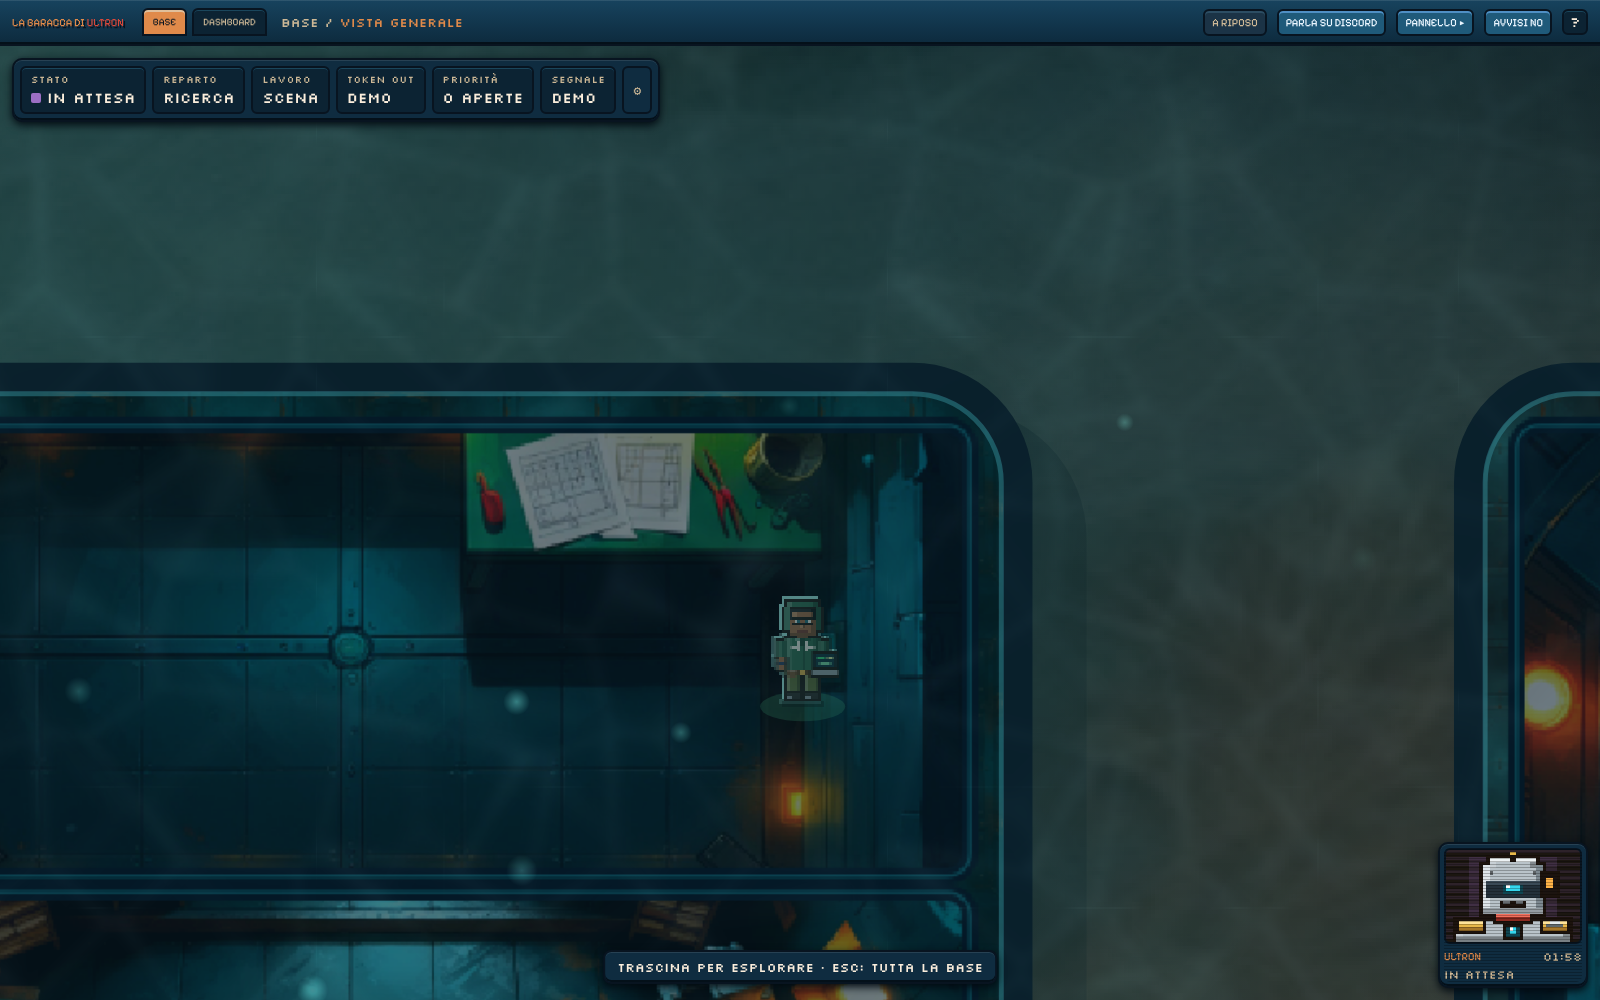 LA BARACCA DI ULTRON
BASE
DASHBOARD
BASE / VISTA GENERALE
A RIPOSO
PARLA SU DISCORD
PANNELLO ▸
AVVISI NO
?
STATO
IN ATTESA
REPARTO
RICERCA
LAVORO
SCENA
TOKEN OUT
DEMO
PRIORITÀ
0 APERTE
SEGNALE
DEMO
TRASCINA PER ESPLORARE · ESC: TUTTA LA BASE
ULTRON 01:58
IN ATTESA